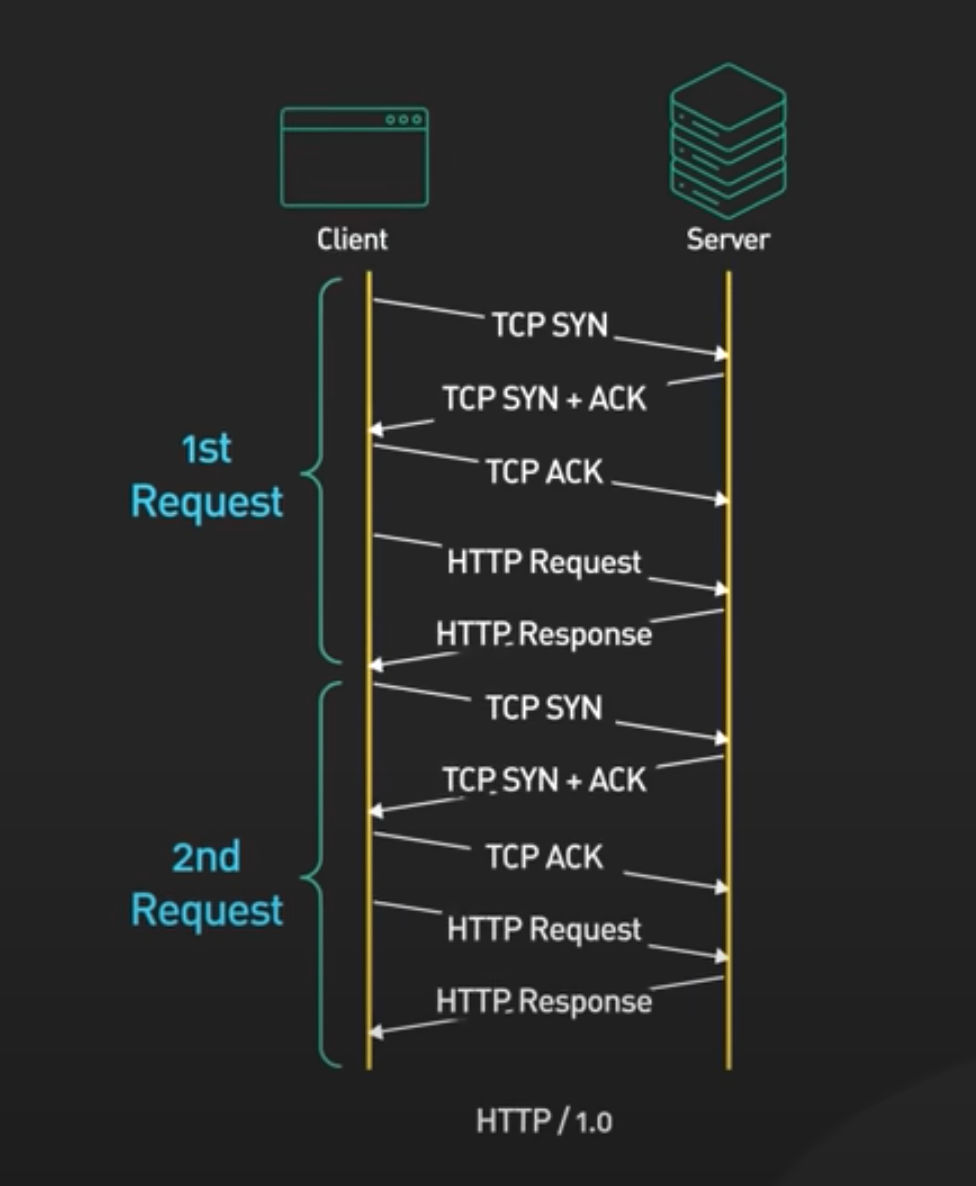 Client
Server
TCP SYN
TCP SYN + ACK
TCP ACK
1st
Request
HTTP Request
HTTP Response
TCP SYN
TCP SYN + ACK
TCP ACK
2nd
Request
HTTP Request
HTTP Response
HTTP / 1.0